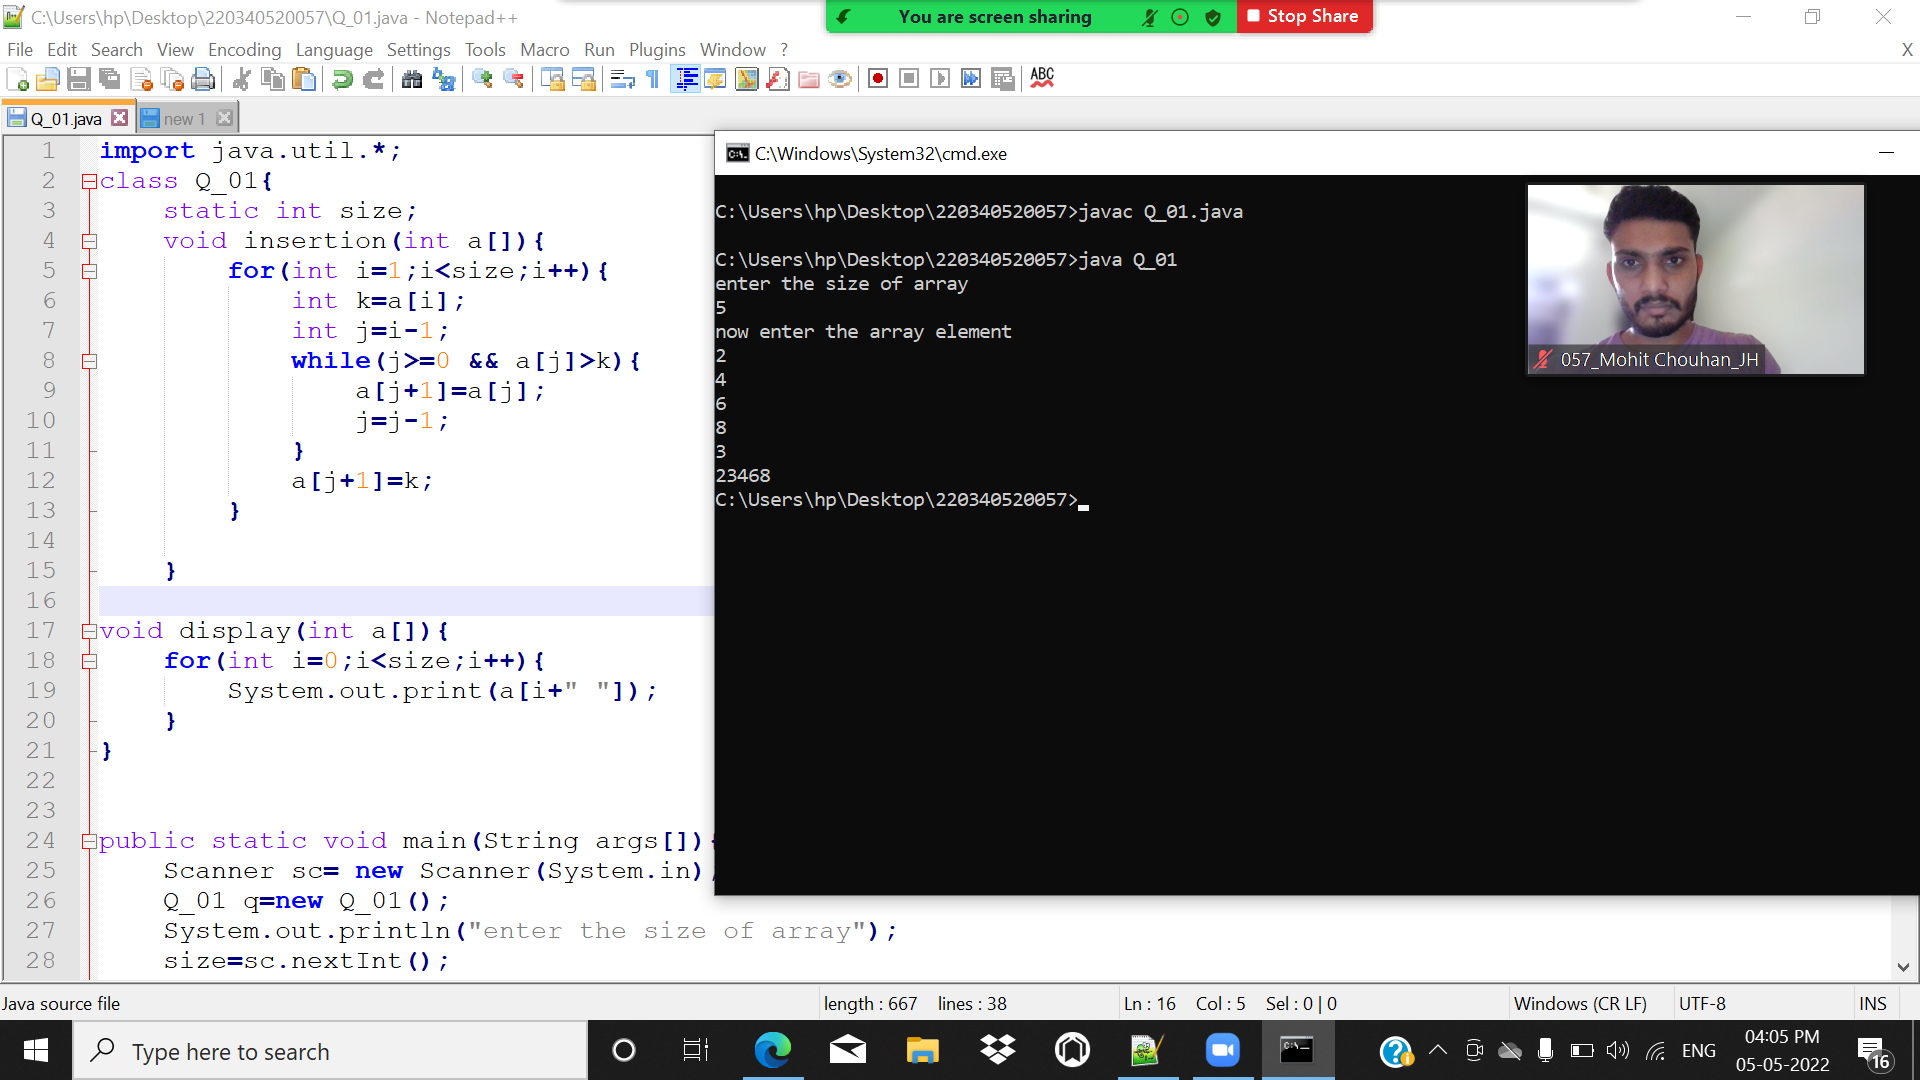 C:\Users\hp\Desktop\220340520057\Q_01.java - Notepad++
You are screen sharing
Stop Share
File Edit Search View Encoding Language Settings Tools Macro Run Plugins Window ?
X
ABC
Q_01.java
new 1
1 import java.util.*;
2 class Q_01{
3 static int size;
4 void insertion(int a[]){
5 for(int i=1;i<size;i++){
6 int k=a[i];
7 int j=i-1;
8 while(j>=0 && a[j]>k){
9 a[j+1]=a[j];
10 j=j-1;
11 }
12 a[j+1]=k;
13 }
14
15 }
16
17 void display(int a[]){
18 for(int i=0;i<size;i++){
19 System.out.print(a[i+" "]);
20 }
21 }
22
23
24 public static void main(String args[]){
25 Scanner sc= new Scanner(System.in);
26 Q_01 q=new Q_01();
27 System.out.println("enter the size of array");
28 size=sc.nextInt();
C:\Windows\System32\cmd.exe
C:\Users\hp\Desktop\220340520057>javac Q_01.java
C:\Users\hp\Desktop\220340520057>java Q_01
enter the size of array
5
now enter the array element
2
4
6
8
3
23468
C:\Users\hp\Desktop\220340520057>
057_Mohit Chouhan_JH
Java source file
length : 667 lines : 38
Ln : 16 Col : 5 Sel : 0 | 0
Windows (CR LF)
UTF-8
INS
Type here to search
ENG
04:05 PM
05-05-2022
16